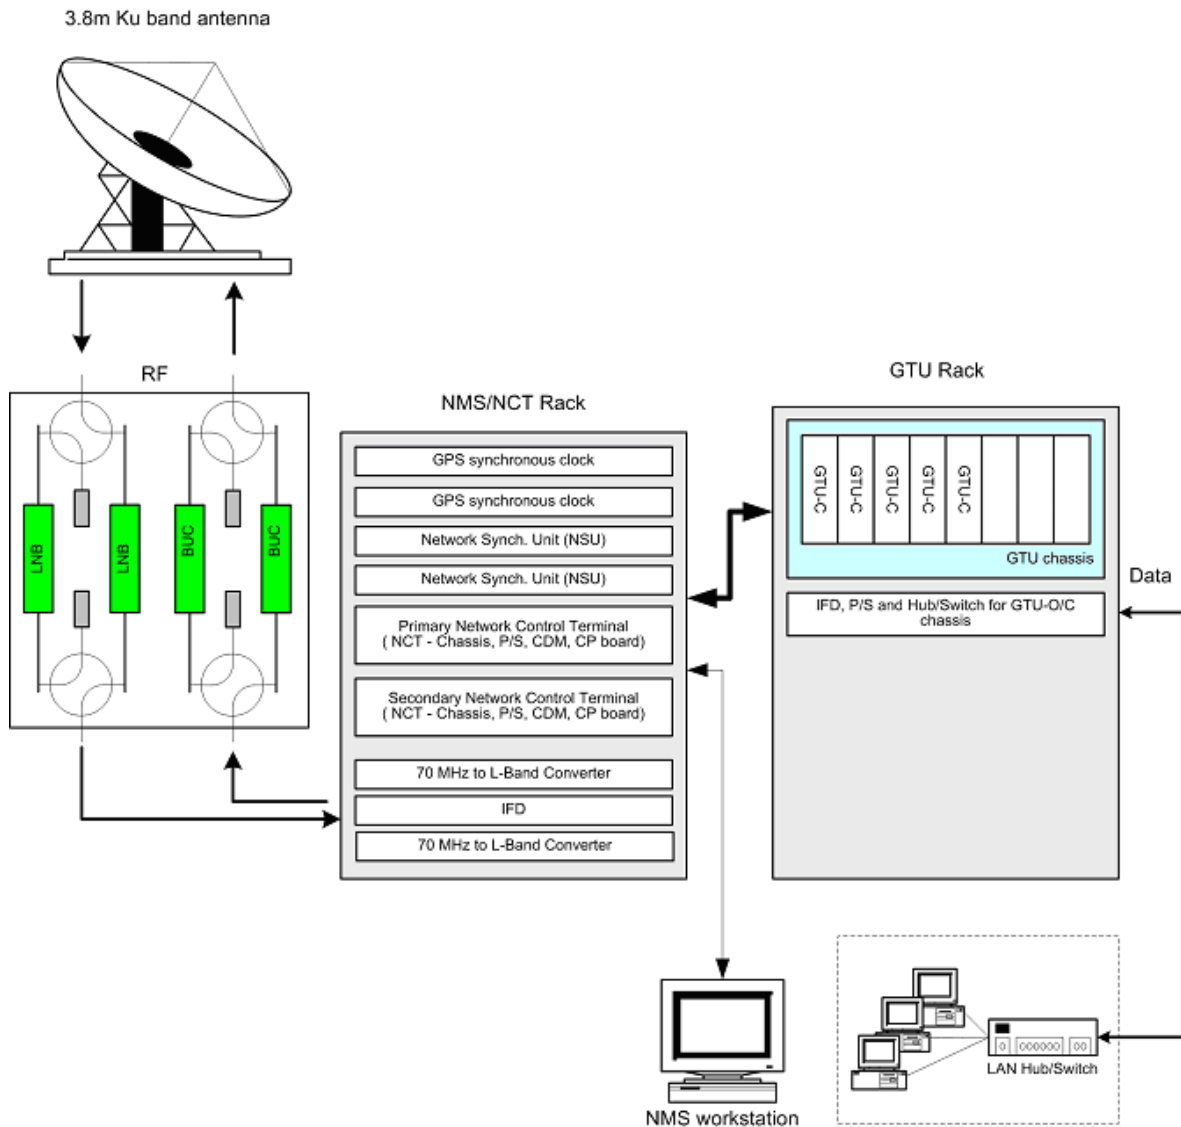 3.8m Ku band antenna
RF
LNB
LNB
BUC
BUC
NMS/NCT Rack
GPS synchronous clock
GPS synchronous clock
Network Synch. Unit (NSU)
Network Synch. Unit (NSU)
Primary Network Control Terminal
( NCT - Chassis, P/S, CDM, CP board)
Secondary Network Control Terminal
( NCT - Chassis, P/S, CDM, CP board)
70 MHz to L-Band Converter
IFD
70 MHz to L-Band Converter
GTU Rack
GTU-C
GTU-C
GTU-C
GTU-C
GTU-C
GTU chassis
IFD, P/S and Hub/Switch for GTU-O/C
chassis
Data
LAN Hub/Switch
NMS workstation